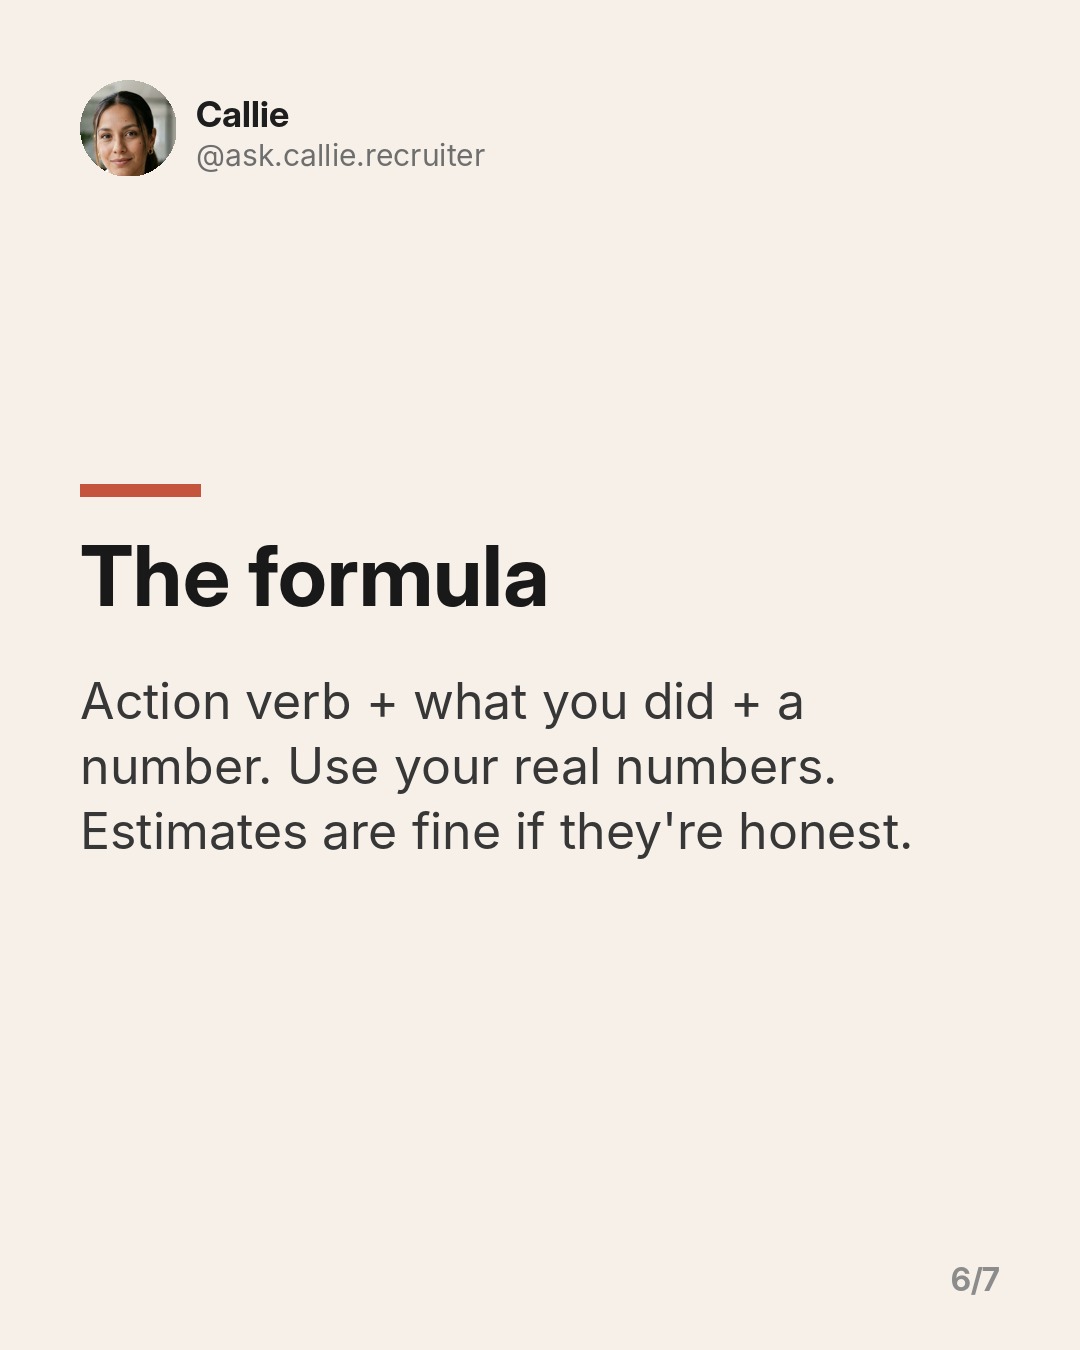 Callie
@ask.callie.recruiter
The formula
Action verb + what you did + a
number. Use your real numbers.
Estimates are fine if they're honest.
6/7